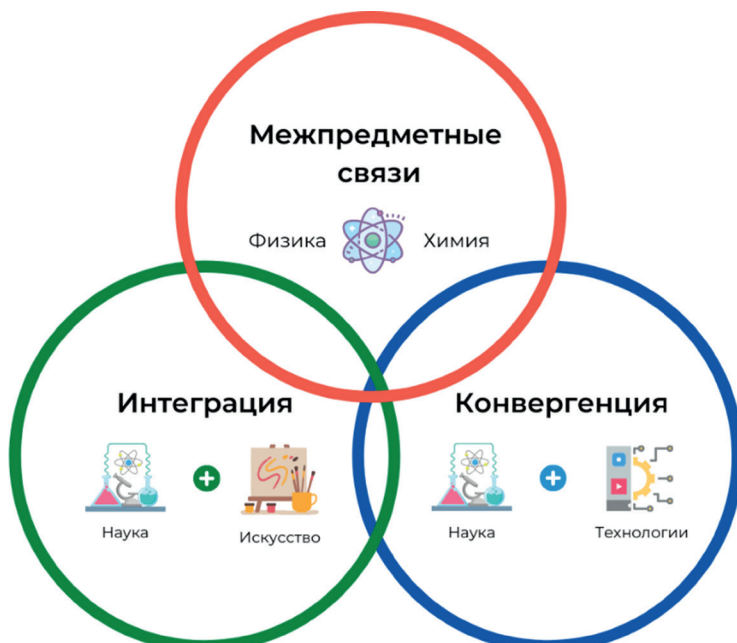 Межпредметные
связи
Физика Химия
Интеграция
Конвергенция
Наука
Искусство
Наука
Технологии